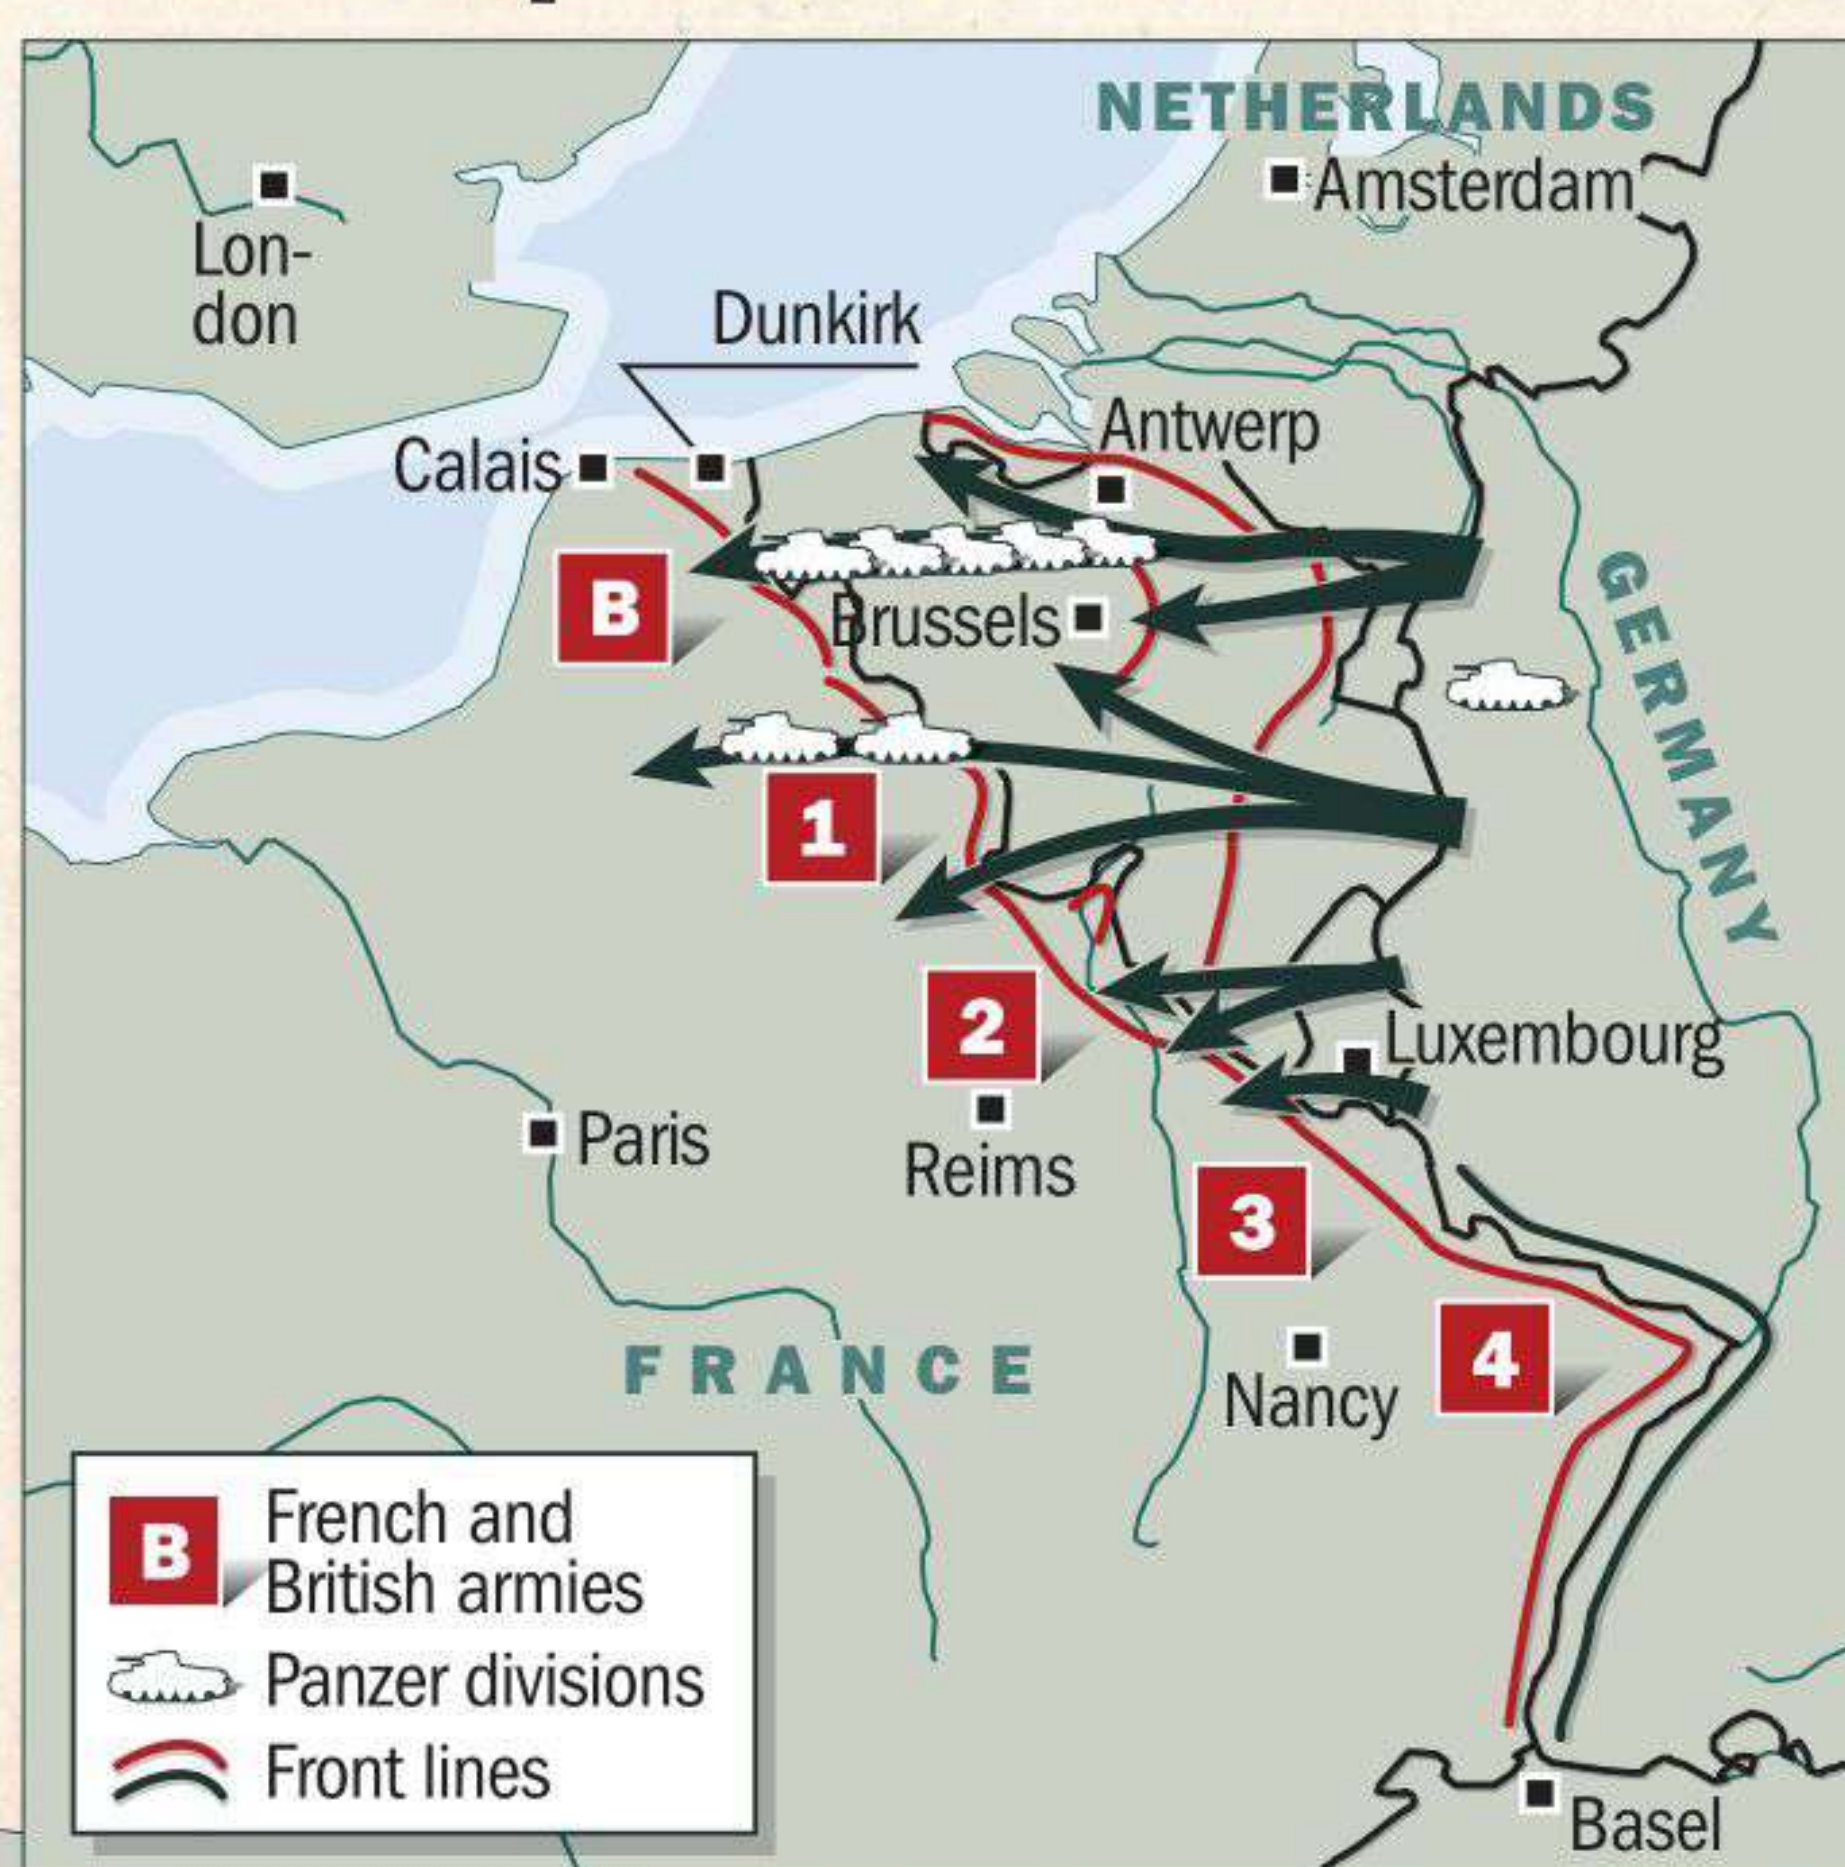 NETHERLANDS
Amsterdam
Lon-
don
Dunkirk
Antwerp
Calais
B
Brussels
GERMANY
1
2
Luxembourg
Paris
Reims
3
FRANCE
4
Nancy
B
French and
British armies
Panzer divisions
Front lines
Basel